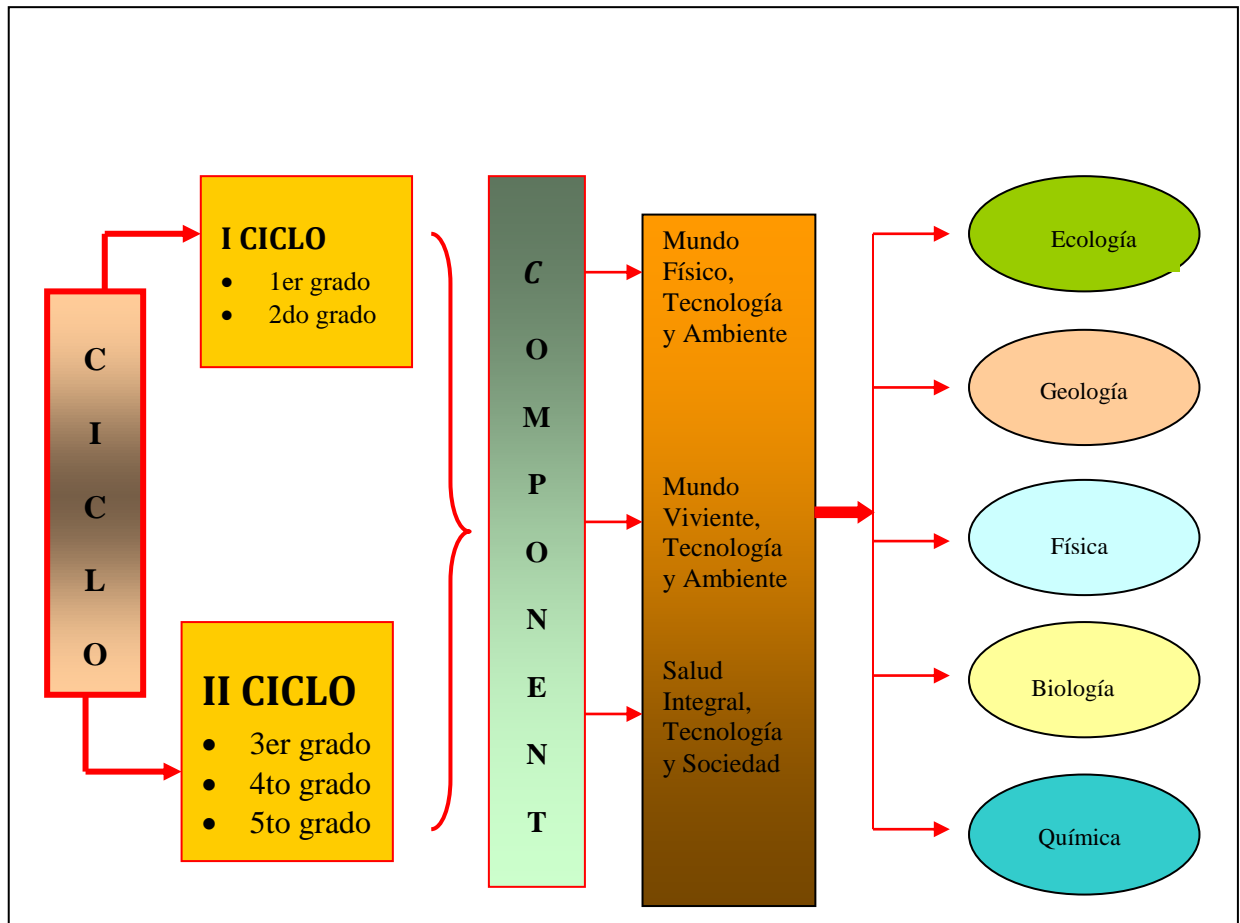 C
I
C
L
O
I CICLO
• 1er grado
• 2do grado
II CICLO
• 3er grado
• 4to grado
• 5to grado
C
O
M
P
O
N
E
N
T
Mundo
Físico,
Tecnología
y Ambiente
Mundo
Viviente,
Tecnología
y Ambiente
Salud
Integral,
Tecnología
y Sociedad
Ecología
Geología
Física
Biología
Química